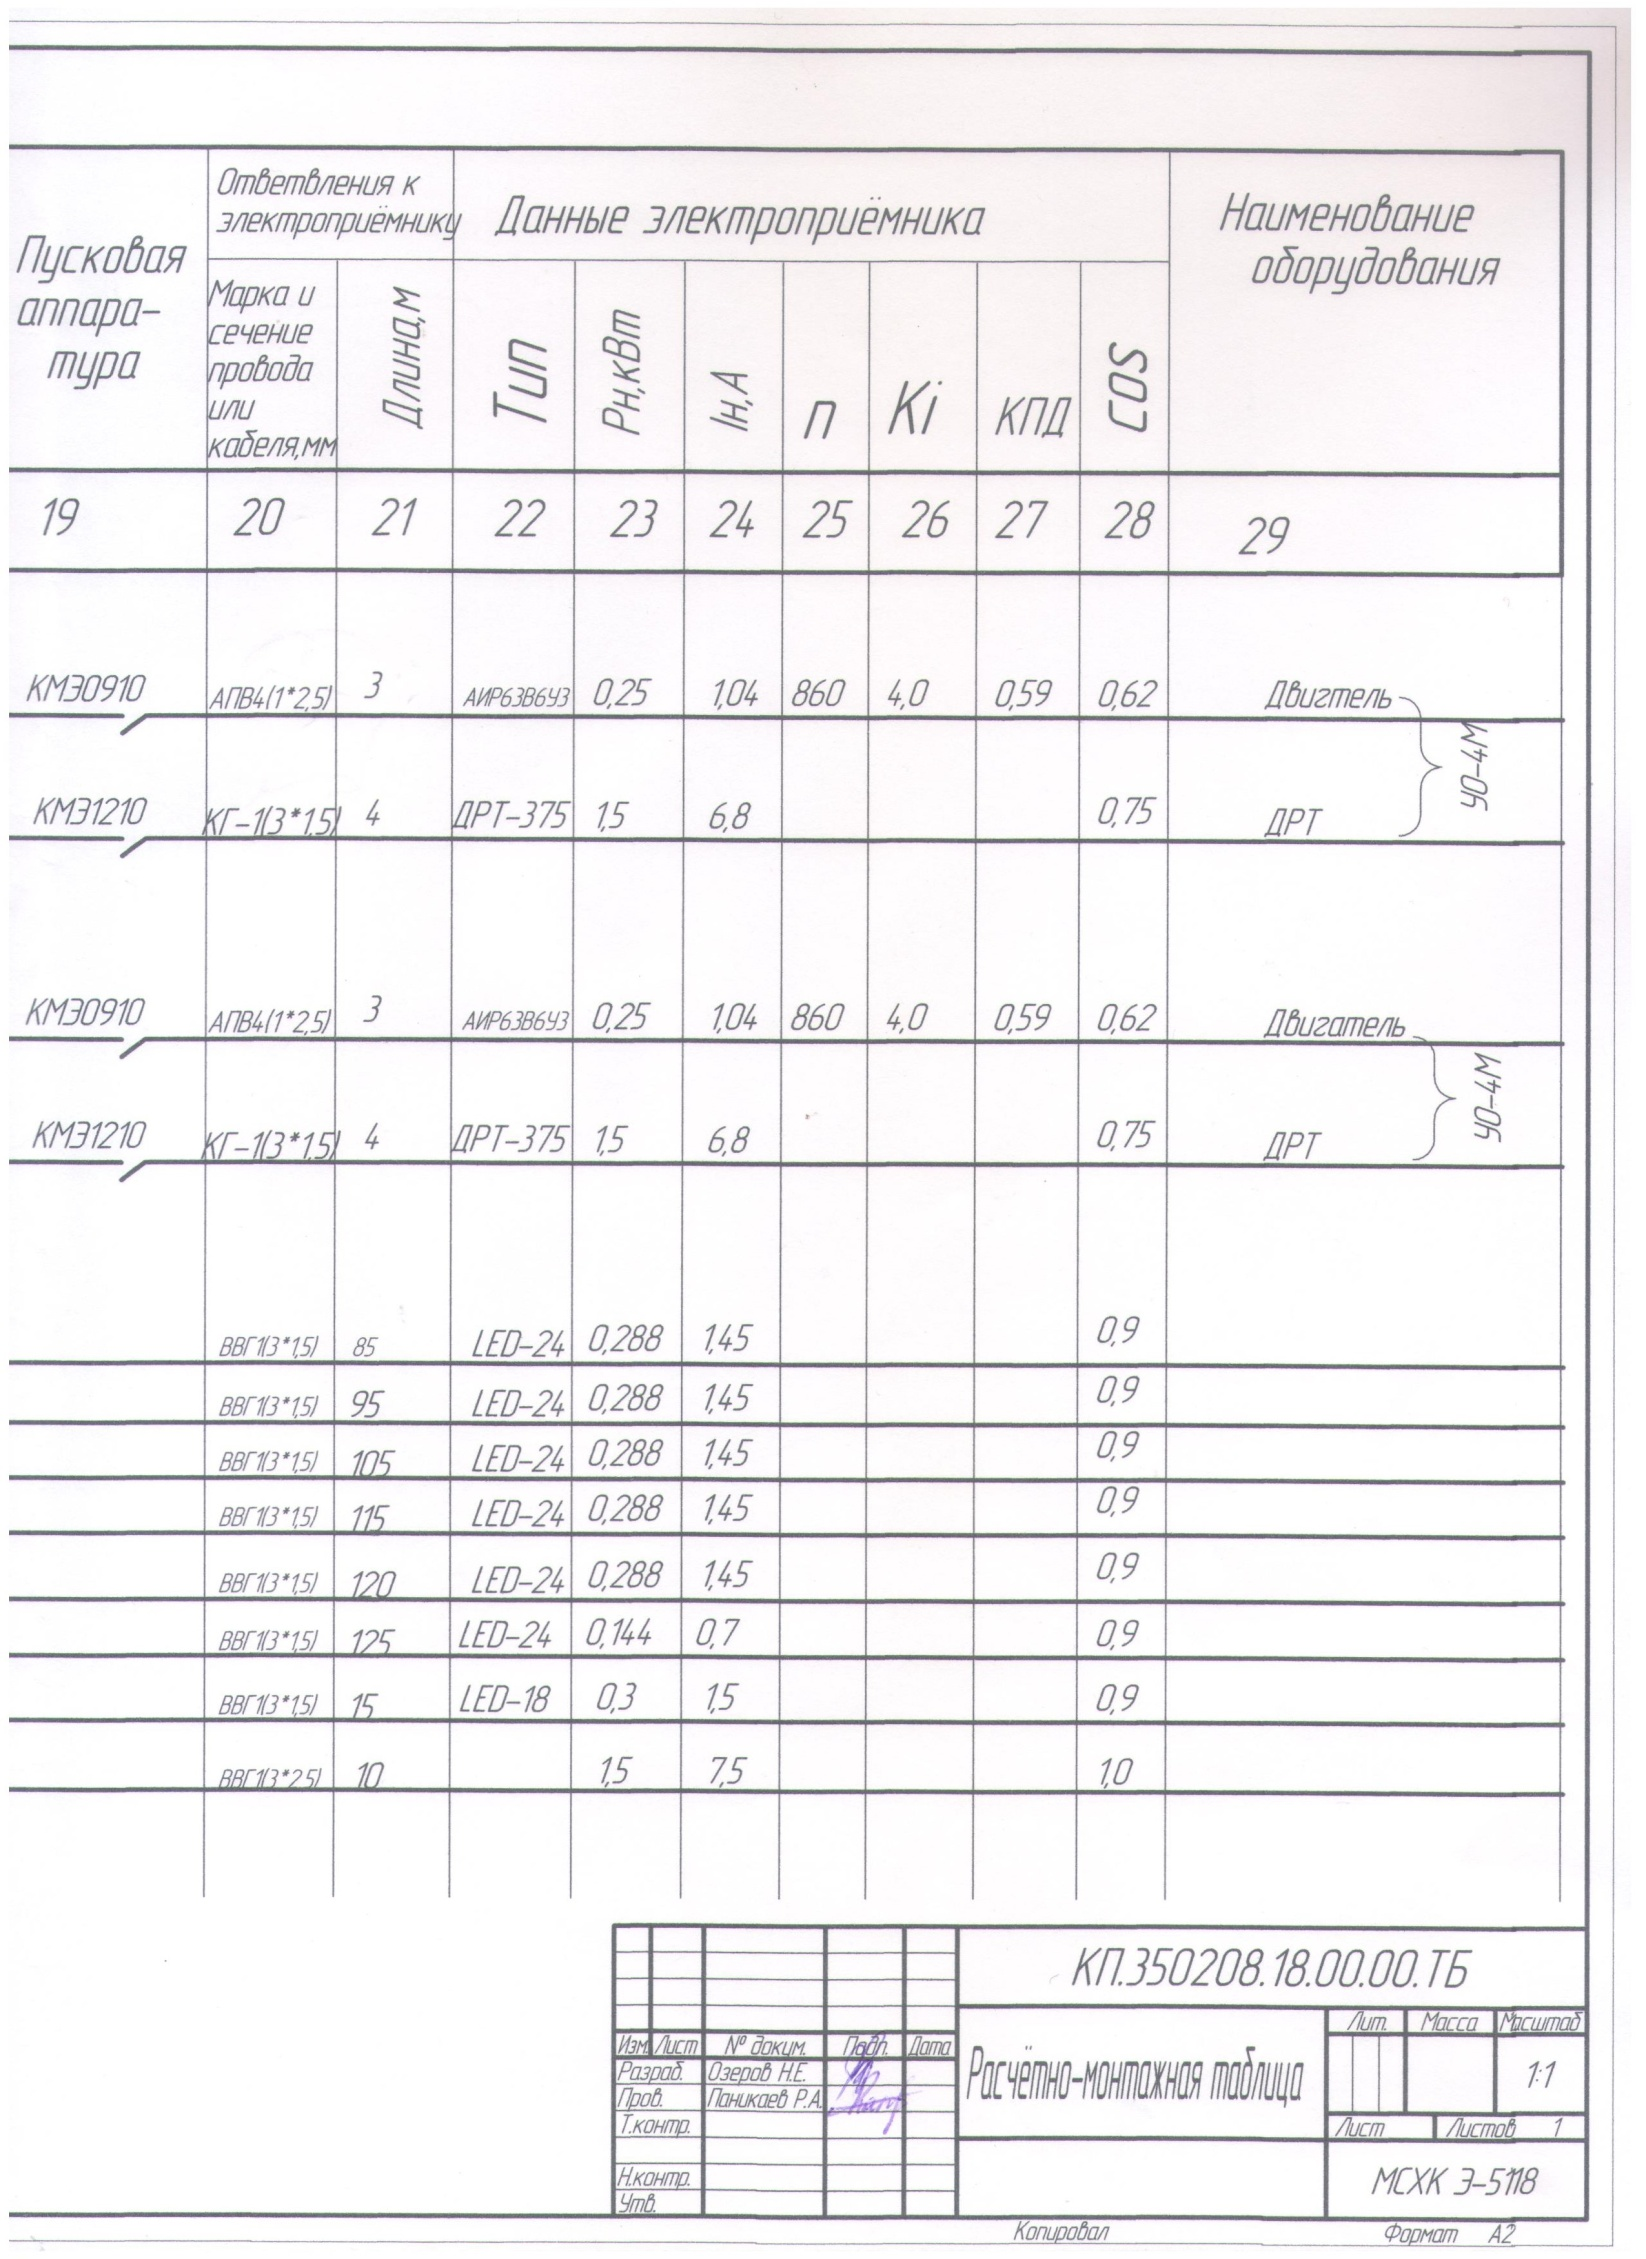 Пусковая
аппара-
тура
Ответвления к
электроприёмнику
Данные электроприёмника
Наименование
оборудования
Марка и
сечение
провода
или
кабеля,мм
Длина,м
Тип
Рн,кВт
Iн,А
n
Ki
КПД
cos
19 20 21 22 23 24 25 26 27 28 29
КМЭ0910 АПВ4(1*2,5) 3 АИР63В6У3 0,25 1,04 860 4,0 0,59 0,62 Двигтель
УО-4М
КМЭ1210 КГ-1(3*1,5) 4 ДРТ-375 1,5 6,8 0,75 ДРТ
КМЭ0910 АПВ4(1*2,5) 3 АИР63В6У3 0,25 1,04 860 4,0 0,59 0,62 Двигатель
УО-4М
КМЭ1210 КГ-1(3*1,5) 4 ДРТ-375 1,5 6,8 0,75 ДРТ
ВВГ1(3*1,5) 85 LED-24 0,288 1,45 0,9
ВВГ1(3*1,5) 95 LED-24 0,288 1,45 0,9
ВВГ1(3*1,5) 105 LED-24 0,288 1,45 0,9
ВВГ1(3*1,5) 115 LED-24 0,288 1,45 0,9
ВВГ1(3*1,5) 120 LED-24 0,288 1,45 0,9
ВВГ1(3*1,5) 125 LED-24 0,144 0,7 0,9
ВВГ1(3*1,5) 15 LED-18 0,3 1,5 0,9
ВВГ1(3*2,5) 10 1,5 7,5 1,0
КП.350208.18.00.00.ТБ
Лит. Масса Масштаб
Изм. Лист № доким. Подп. Дата
Расчётно-монтажная таблица
1:1
Разраб. Озеров Н.Е.
Пров. Паникаев Р.А.
Т.контр.
Лист Листов 1
Н.контр.
Утв.
МСХК Э-5118
Копировал Формат А2